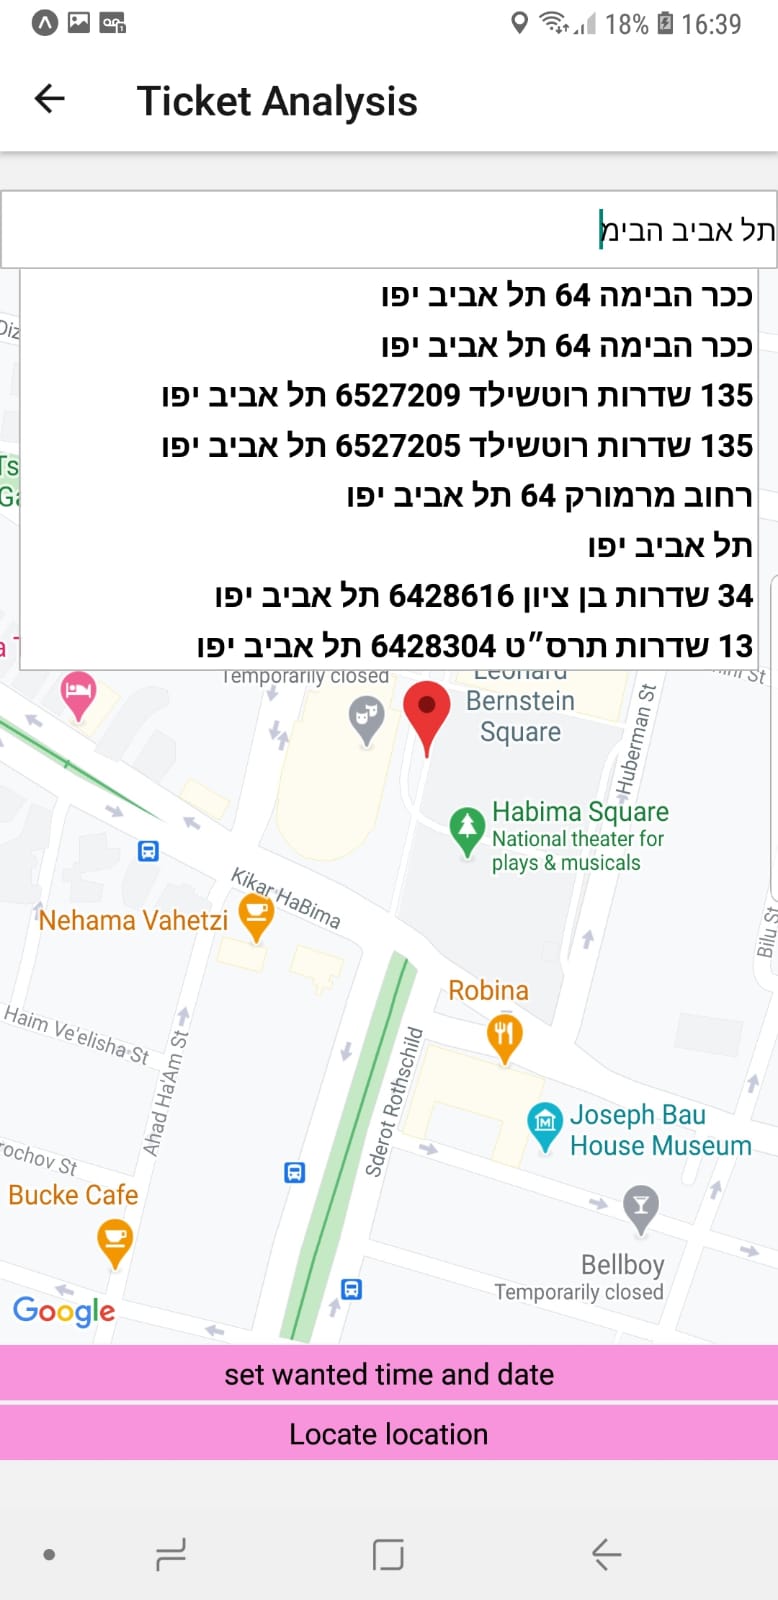 18% 16:39
Ticket Analysis
תל אביב הבימ
ככר הבימה 64 תל אביב יפו
ככר הבימה 64 תל אביב יפו
135 שדרות רוטשילד 6527209 תל אביב יפו
135 שדרות רוטשילד 6527205 תל אביב יפו
רחוב מרמורק 64 תל אביב יפו
תל אביב יפו
34 שדרות בן ציון 6428616 תל אביב יפו
13 שדרות תרס״ט 6428304 תל אביב יפו
Temporarily closed
Leonard
Bernstein
Square
Huberman St
Habima Square
National theater for
plays & musicals
Kikar HaBima
Nehama Vahetzi
Bilu St
Robina
Haim Ve'elisha St
Ahad Ha'Am St
Sderot Rothschild
Joseph Bau
House Museum
rochov St
Bucke Cafe
Bellboy
Temporarily closed
Google
set wanted time and date
Locate location